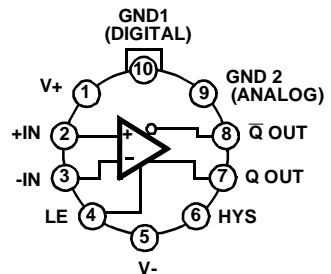 GND1
(DIGITAL)
10
V+
1
9
GND 2
(ANALOG)
+IN
2
+
8
Q̅ OUT
-IN
3
−
7
Q OUT
LE
4
6
HYS
5
V-